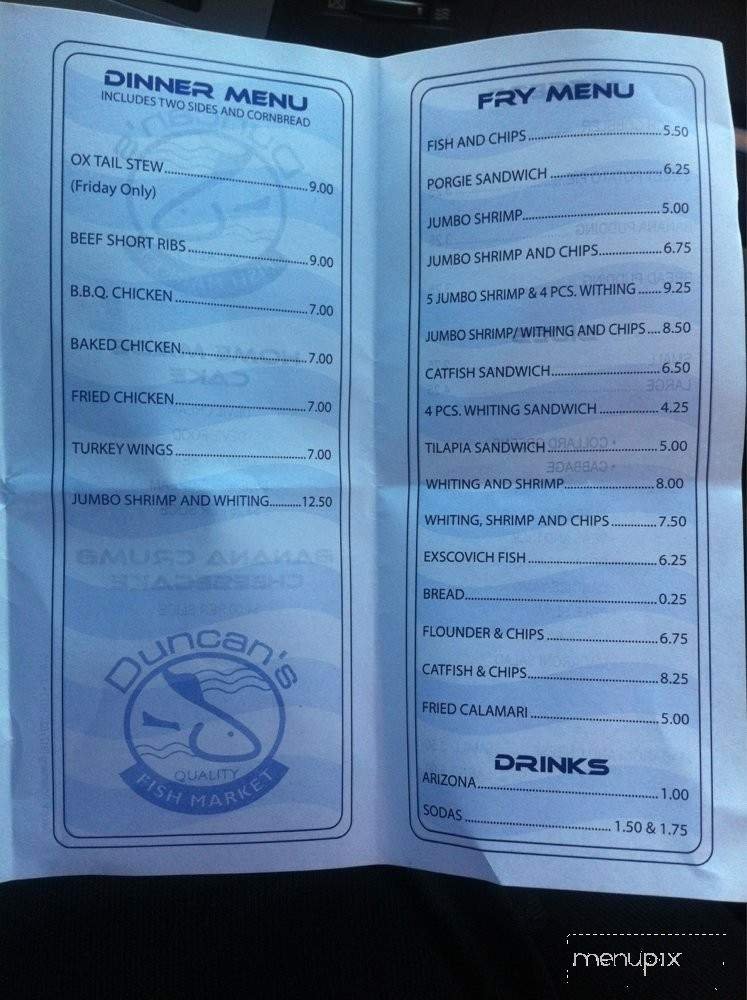 DINNER MENU
INCLUDES TWO SIDES AND CORNBREAD
OX TAIL STEW........9.00
(Friday Only)
BEEF SHORT RIBS........9.00
B.B.Q. CHICKEN........7.00
BAKED CHICKEN........7.00
FRIED CHICKEN........7.00
TURKEY WINGS........7.00
JUMBO SHRIMP AND WHITING........12.50
Duncan's
QUALITY
FISH MARKET
FRY MENU
FISH AND CHIPS........5.50
PORGIE SANDWICH........6.25
JUMBO SHRIMP........5.00
JUMBO SHRIMP AND CHIPS........6.75
5 JUMBO SHRIMP & 4 PCS. WITHING........9.25
JUMBO SHRIMP/ WITHING AND CHIPS........8.50
CATFISH SANDWICH........6.50
4 PCS. WHITING SANDWICH........4.25
TILAPIA SANDWICH........5.00
WHITING AND SHRIMP........8.00
WHITING, SHRIMP AND CHIPS........7.50
EXSCOVICH FISH........6.25
BREAD........0.25
FLOUNDER & CHIPS........6.75
CATFISH & CHIPS........8.25
FRIED CALAMARI........5.00
DRINKS
ARIZONA........1.00
SODAS........1.50 & 1.75
menupix